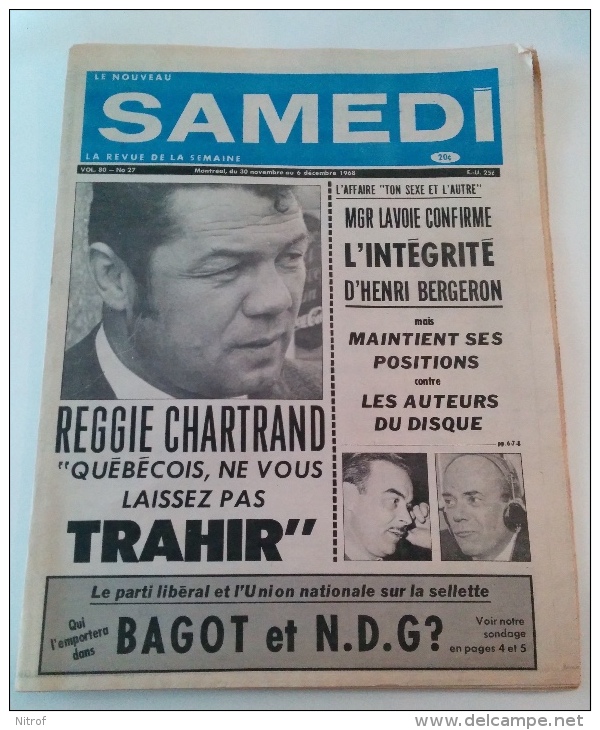 LE NOUVEAU
SAMEDI
LA REVUE DE LA SEMAINE
20¢
VOL. 80 — No 27
Montréal, du 30 novembre au 6 décembre 1968
E.-U. 25¢
L'AFFAIRE "TON SEXE ET L'AUTRE"
MGR LAVOIE CONFIRME
L'INTÉGRITÉ
D'HENRI BERGERON
mais
MAINTIENT SES
POSITIONS
contre
LES AUTEURS
DU DISQUE
pp. 6-7-8
REGGIE CHARTRAND
"QUÉBÉCOIS, NE VOUS
LAISSEZ PAS
TRAHIR"
Le parti libéral et l'Union nationale sur la sellette
Qui
l'emportera
dans
BAGOT et N.D.G?
Voir notre
sondage
en pages 4 et 5
Nitrof
www.delcampe.net